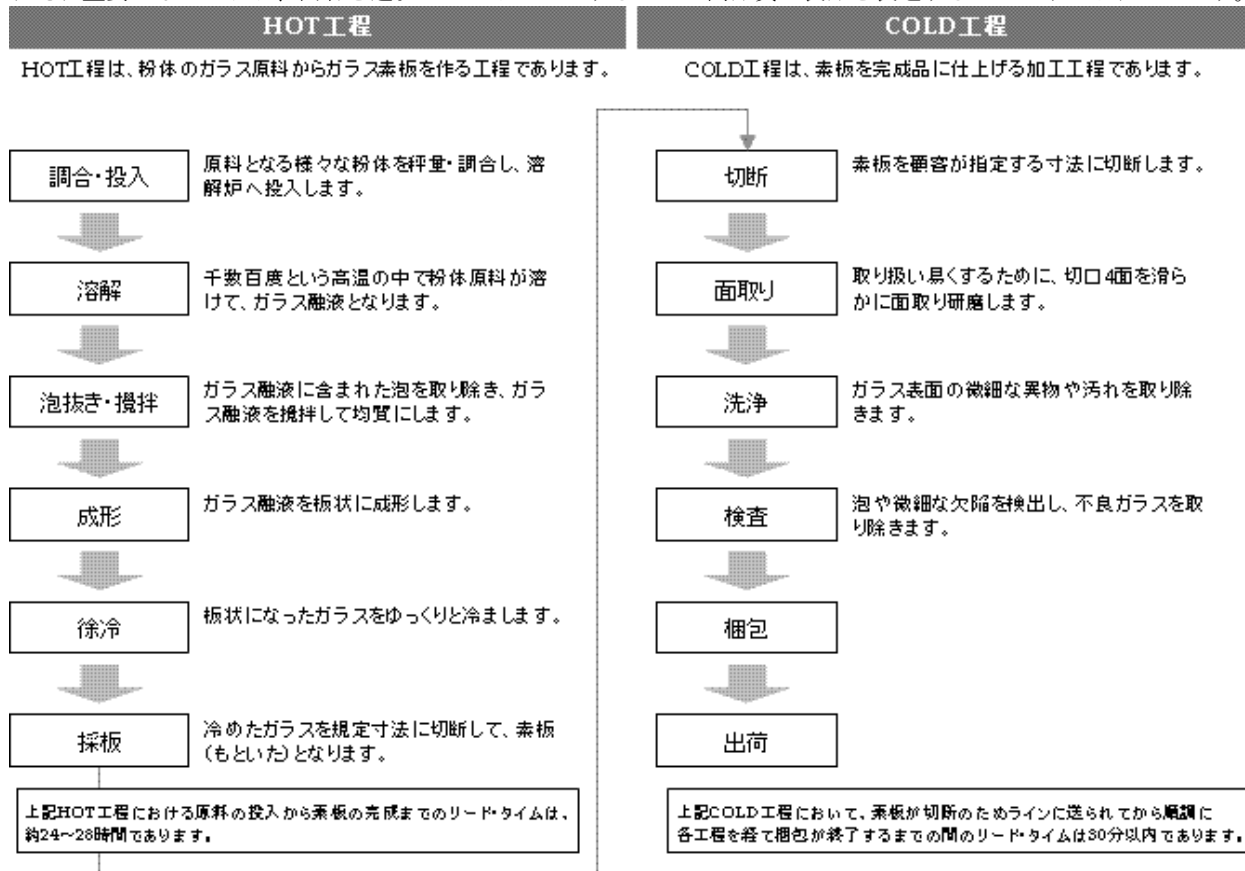 HOT工程
HOT工程は、粉体のガラス原料からガラス素板を作る工程であります。
調合・投入
原料となる様々な粉体を秤量・調合し、溶
解炉へ投入します。
溶解
千数百度という高温の中で粉体原料が溶
けて、ガラス融液となります。
泡抜き・攪拌
ガラス融液に含まれた泡を取り除き、ガラ
ス融液を攪拌して均質にします。
成形
ガラス融液を板状に成形します。
徐冷
板状になったガラスをゆっくりと冷まします。
採板
冷めたガラスを規定寸法に切断して、素板
(もといた)となります。
上記HOT工程における原料の投入から素板の完成までのリード・タイムは、
約24〜28時間であります。
COLD工程
COLD工程は、素板を完成品に仕上げる加工工程であります。
切断
素板を顧客が指定する寸法に切断します。
面取り
取り扱い易くするために、切口4面を滑ら
かに面取り研磨します。
洗浄
ガラス表面の微細な異物や汚れを取り除
きます。
検査
泡や微細な欠陥を検出し、不良ガラスを取
り除きます。
梱包
出荷
上記COLD工程において、素板が切断のためラインに送られてから順調に
各工程を経て梱包が終了するまでの間のリード・タイムは30分以内であります。